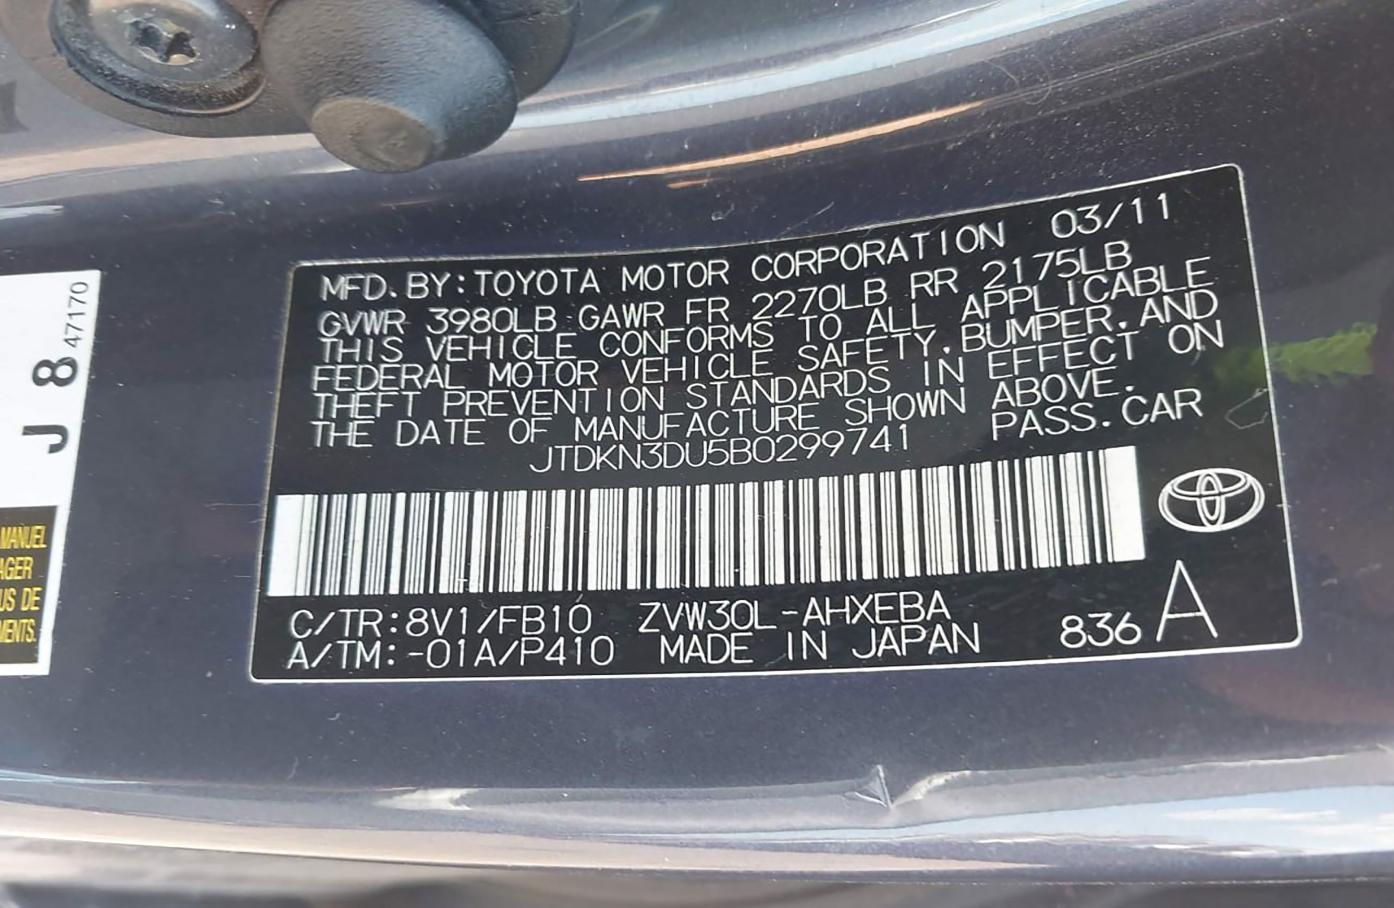 MFD. BY: TOYOTA MOTOR CORPORATION 03/11
GVWR 3980LB GAWR FR 2270LB RR 2175LB
THIS VEHICLE CONFORMS TO ALL APPLICABLE
FEDERAL MOTOR VEHICLE SAFETY, BUMPER, AND
THEFT PREVENTION STANDARDS IN EFFECT ON
THE DATE OF MANUFACTURE SHOWN ABOVE.
JTDKN3DU5B0299741 PASS. CAR
C/TR:8V1/FB10 ZVW30L-AHXEBA
A/TM:-01A/P410 MADE IN JAPAN 836 A
J 8 47170
MANUEL
AGER
US DE
MENTS.